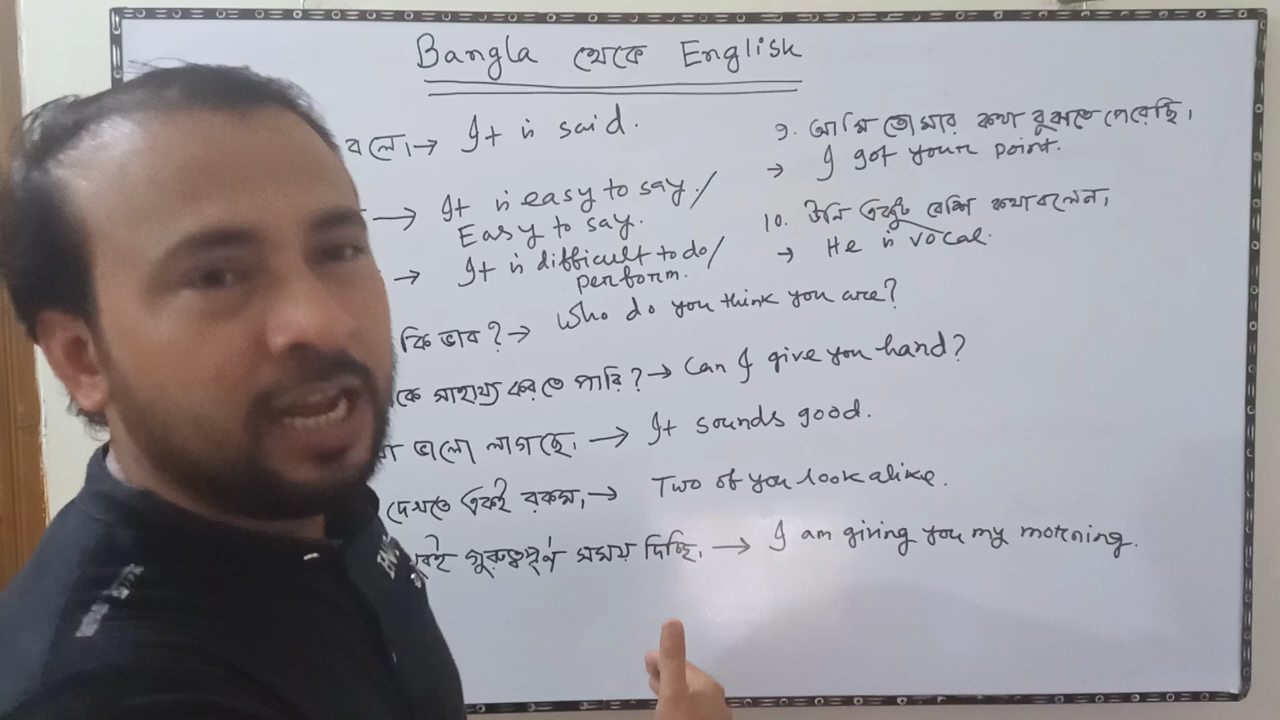 Bangla থেকে English
বলে। → It is said.
→ It is easy to say. /
Easy to say.
→ It is difficult to do/
perform.
কি ভাব? → Who do you think you are?
কে সাহায্য করতে পারি? → Can I give you hand?
ভালো লাগছে। → It sounds good.
দেখতে একই রকম। → Two of you look alike.
গুরুত্বপূর্ণ সময় দিচ্ছি। → I am giving you my morning.
9. আমি তোমার কথা বুঝতে পেরেছি।
→ I got your point.
10. উনি একটু বেশি কথা বলেন।
→ He is vocal.